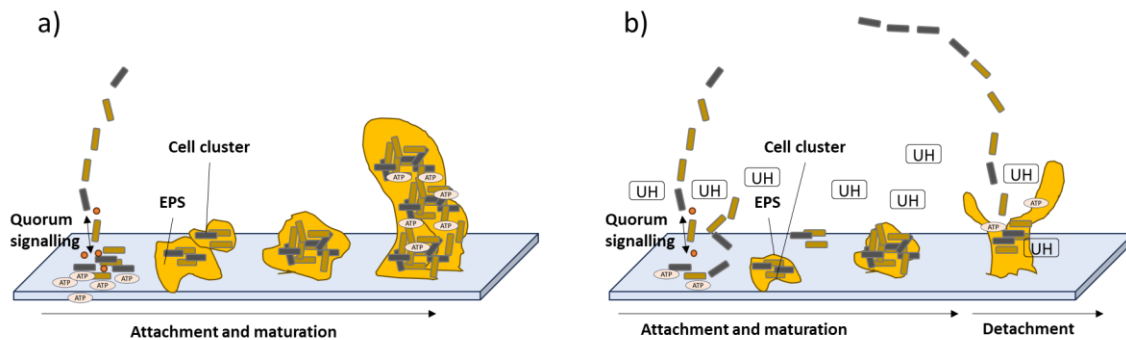 a)
Cell cluster
EPS
Quorum
signalling
ATP
ATP
ATP
ATP
ATP
ATP
ATP
ATP
ATP
ATP
ATP
Attachment and maturation
b)
UH
UH
UH
UH
UH
UH
UH
UH
Cell cluster
EPS
Quorum
signalling
ATP
ATP
ATP
ATP
Attachment and maturation
Detachment